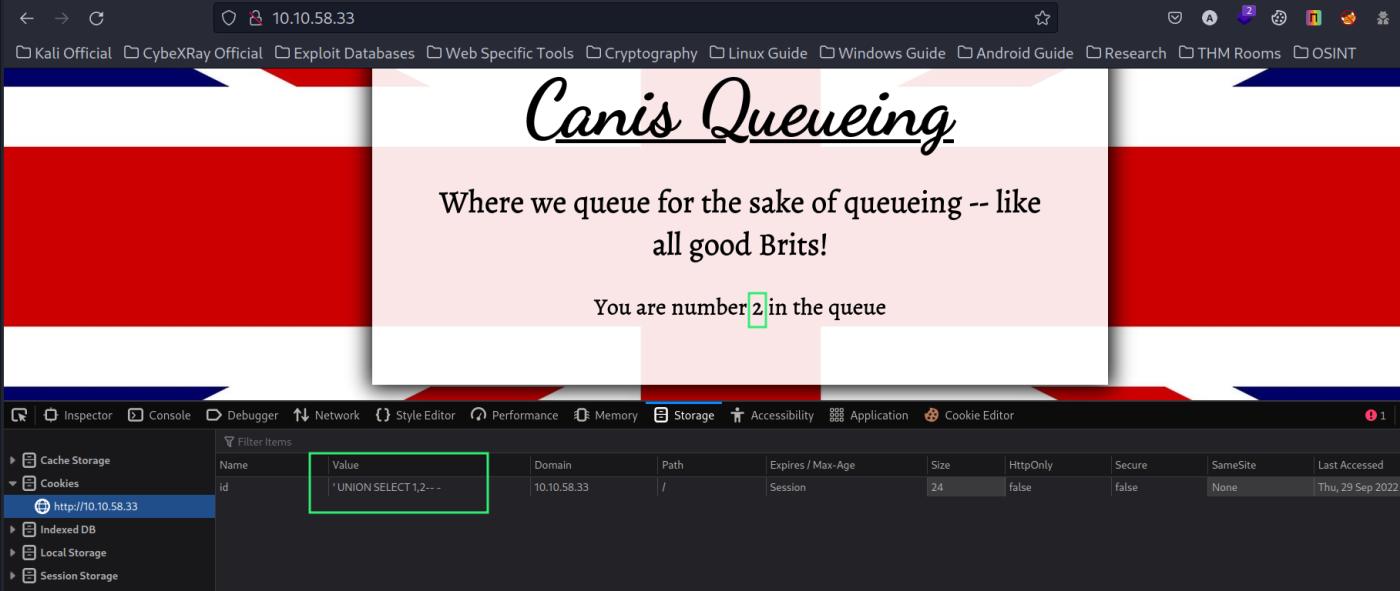 10.10.58.33
2
Kali Official CybeXRay Official Exploit Databases Web Specific Tools Cryptography Linux Guide Windows Guide Android Guide Research THM Rooms OSINT
Canis Queueing
Where we queue for the sake of queueing -- like
all good Brits!
You are number 2 in the queue
Inspector Console Debugger Network Style Editor Performance Memory Storage Accessibility Application Cookie Editor 1
Filter Items
Cache Storage
Cookies
http://10.10.58.33
Indexed DB
Local Storage
Session Storage
Name Value Domain Path Expires / Max-Age Size HttpOnly Secure SameSite Last Accessed
id ' UNION SELECT 1,2-- - 10.10.58.33 / Session 24 false false None Thu, 29 Sep 2022